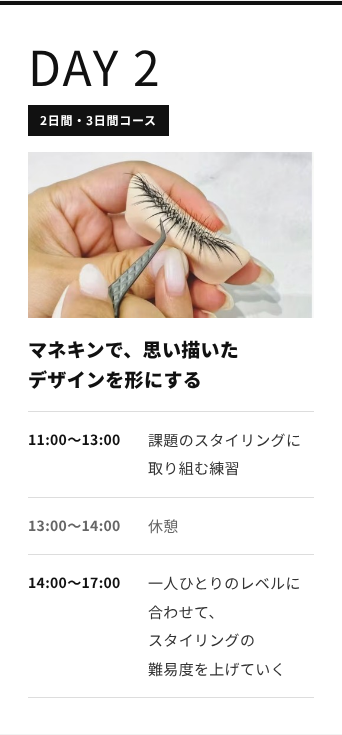 DAY 2
2日間・3日間コース
マネキンで、思い描いた
デザインを形にする
11:00〜13:00 課題のスタイリングに
取り組む練習
13:00〜14:00 休憩
14:00〜17:00 一人ひとりのレベルに
合わせて、
スタイリングの
難易度を上げていく